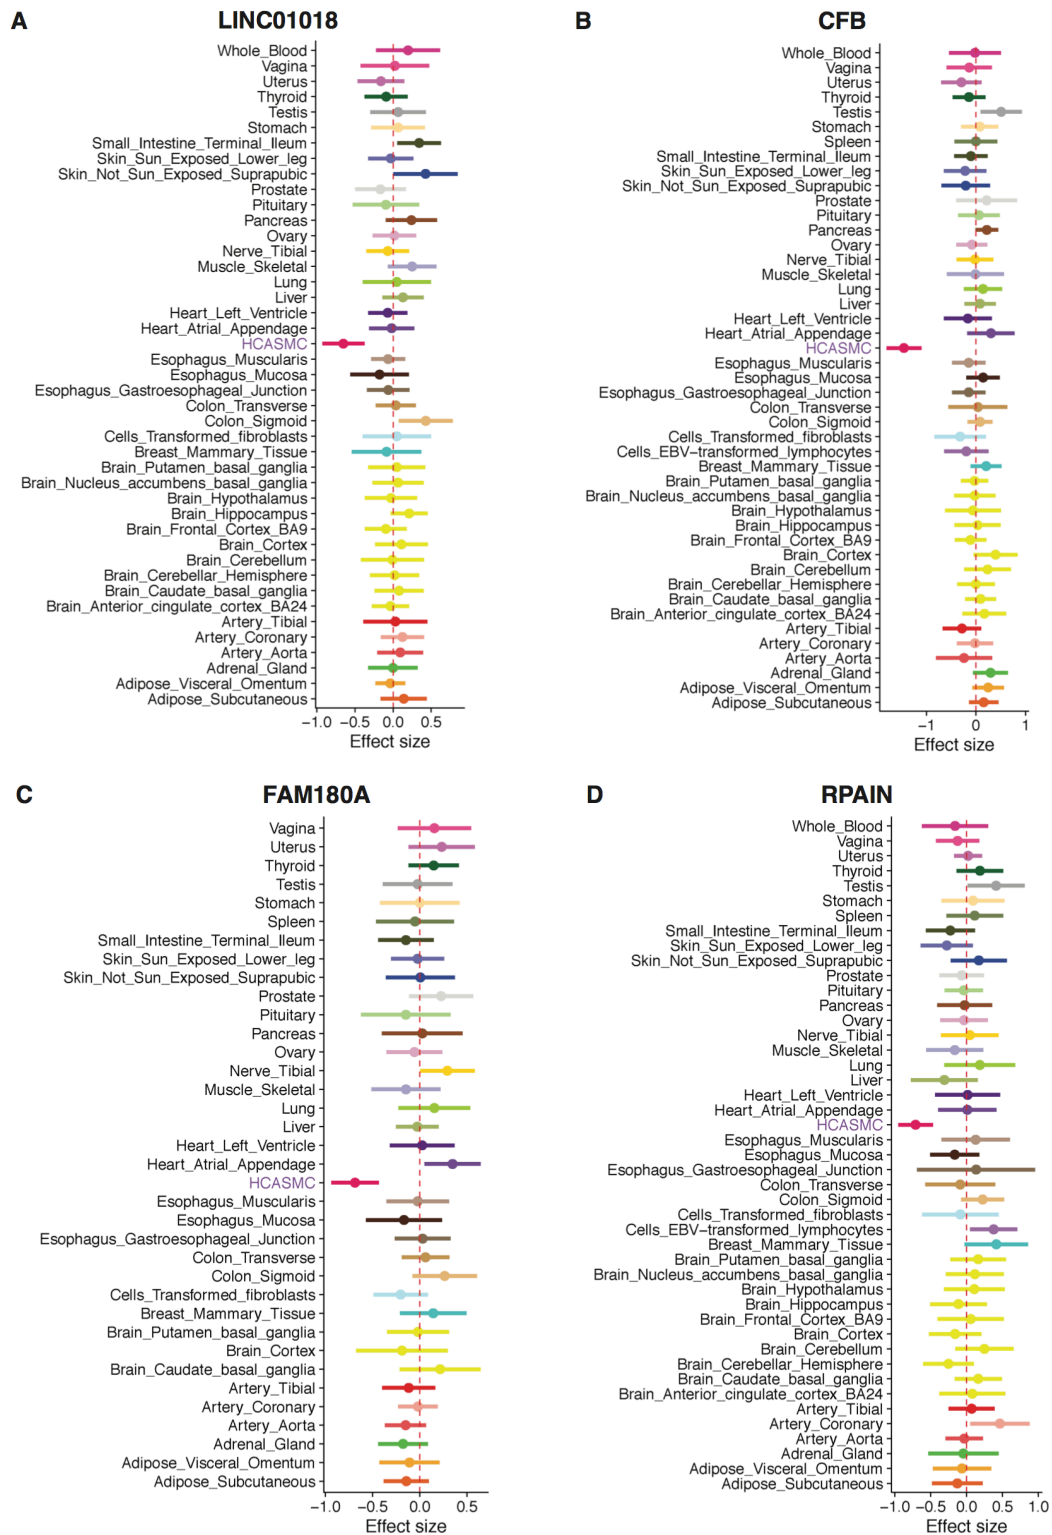 A
LINC01018
Whole_Blood
Vagina
Uterus
Thyroid
Testis
Stomach
Small_Intestine_Terminal_Ileum
Skin_Sun_Exposed_Lower_leg
Skin_Not_Sun_Exposed_Suprapubic
Prostate
Pituitary
Pancreas
Ovary
Nerve_Tibial
Muscle_Skeletal
Lung
Liver
Heart_Left_Ventricle
Heart_Atrial_Appendage
HCASMC
Esophagus_Muscularis
Esophagus_Mucosa
Esophagus_Gastroesophageal_Junction
Colon_Transverse
Colon_Sigmoid
Cells_Transformed_fibroblasts
Breast_Mammary_Tissue
Brain_Putamen_basal_ganglia
Brain_Nucleus_accumbens_basal_ganglia
Brain_Hypothalamus
Brain_Hippocampus
Brain_Frontal_Cortex_BA9
Brain_Cortex
Brain_Cerebellum
Brain_Cerebellar_Hemisphere
Brain_Caudate_basal_ganglia
Brain_Anterior_cingulate_cortex_BA24
Artery_Tibial
Artery_Coronary
Artery_Aorta
Adrenal_Gland
Adipose_Visceral_Omentum
Adipose_Subcutaneous
−1.0 −0.5 0.0 0.5
Effect size
B
CFB
Whole_Blood
Vagina
Uterus
Thyroid
Testis
Stomach
Spleen
Small_Intestine_Terminal_Ileum
Skin_Sun_Exposed_Lower_leg
Skin_Not_Sun_Exposed_Suprapubic
Prostate
Pituitary
Pancreas
Ovary
Nerve_Tibial
Muscle_Skeletal
Lung
Liver
Heart_Left_Ventricle
Heart_Atrial_Appendage
HCASMC
Esophagus_Muscularis
Esophagus_Mucosa
Esophagus_Gastroesophageal_Junction
Colon_Transverse
Colon_Sigmoid
Cells_Transformed_fibroblasts
Cells_EBV−transformed_lymphocytes
Breast_Mammary_Tissue
Brain_Putamen_basal_ganglia
Brain_Nucleus_accumbens_basal_ganglia
Brain_Hypothalamus
Brain_Hippocampus
Brain_Frontal_Cortex_BA9
Brain_Cortex
Brain_Cerebellum
Brain_Cerebellar_Hemisphere
Brain_Caudate_basal_ganglia
Brain_Anterior_cingulate_cortex_BA24
Artery_Tibial
Artery_Coronary
Artery_Aorta
Adrenal_Gland
Adipose_Visceral_Omentum
Adipose_Subcutaneous
−1 0 1
Effect size
C
FAM180A
Vagina
Uterus
Thyroid
Testis
Stomach
Spleen
Small_Intestine_Terminal_Ileum
Skin_Sun_Exposed_Lower_leg
Skin_Not_Sun_Exposed_Suprapubic
Prostate
Pituitary
Pancreas
Ovary
Nerve_Tibial
Muscle_Skeletal
Lung
Liver
Heart_Left_Ventricle
Heart_Atrial_Appendage
HCASMC
Esophagus_Muscularis
Esophagus_Mucosa
Esophagus_Gastroesophageal_Junction
Colon_Transverse
Colon_Sigmoid
Cells_Transformed_fibroblasts
Breast_Mammary_Tissue
Brain_Putamen_basal_ganglia
Brain_Cortex
Brain_Caudate_basal_ganglia
Artery_Tibial
Artery_Coronary
Artery_Aorta
Adrenal_Gland
Adipose_Visceral_Omentum
Adipose_Subcutaneous
−1.0 −0.5 0.0 0.5
Effect size
D
RPAIN
Whole_Blood
Vagina
Uterus
Thyroid
Testis
Stomach
Spleen
Small_Intestine_Terminal_Ileum
Skin_Sun_Exposed_Lower_leg
Skin_Not_Sun_Exposed_Suprapubic
Prostate
Pituitary
Pancreas
Ovary
Nerve_Tibial
Muscle_Skeletal
Lung
Liver
Heart_Left_Ventricle
Heart_Atrial_Appendage
HCASMC
Esophagus_Muscularis
Esophagus_Mucosa
Esophagus_Gastroesophageal_Junction
Colon_Transverse
Colon_Sigmoid
Cells_Transformed_fibroblasts
Cells_EBV−transformed_lymphocytes
Breast_Mammary_Tissue
Brain_Putamen_basal_ganglia
Brain_Nucleus_accumbens_basal_ganglia
Brain_Hypothalamus
Brain_Hippocampus
Brain_Frontal_Cortex_BA9
Brain_Cortex
Brain_Cerebellum
Brain_Cerebellar_Hemisphere
Brain_Caudate_basal_ganglia
Brain_Anterior_cingulate_cortex_BA24
Artery_Tibial
Artery_Coronary
Artery_Aorta
Adrenal_Gland
Adipose_Visceral_Omentum
Adipose_Subcutaneous
−1.0 −0.5 0.0 0.5 1.0
Effect size